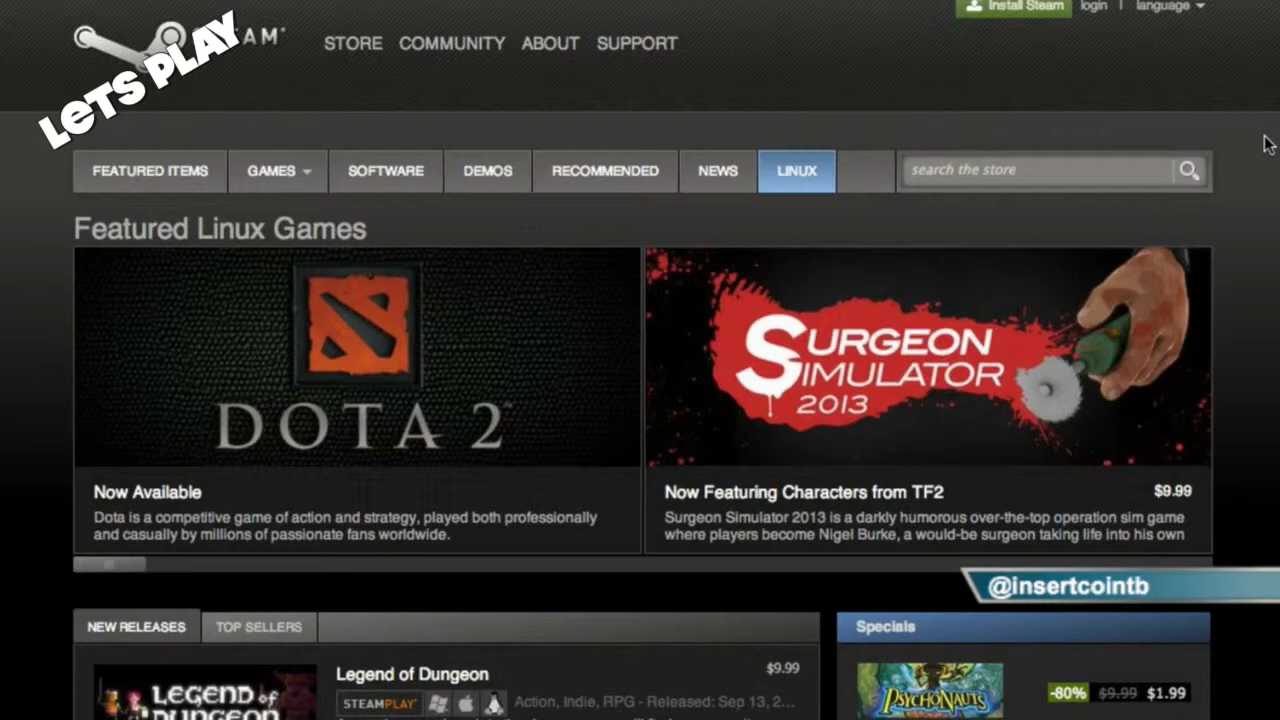 Install Steam login | language
LETS PLAY
STORE COMMUNITY ABOUT SUPPORT
FEATURED ITEMS GAMES SOFTWARE DEMOS RECOMMENDED NEWS LINUX search the store
Featured Linux Games
DOTA 2
SURGEON
SIMULATOR
2013
Now Available
Dota is a competitive game of action and strategy, played both professionally
and casually by millions of passionate fans worldwide.
Now Featuring Characters from TF2 $9.99
Surgeon Simulator 2013 is a darkly humorous over-the-top operation sim game
where players become Nigel Burke, a would-be surgeon taking life into his own
@insertcointb
NEW RELEASES TOP SELLERS
Specials
LEGEND of
DUNGEON
Legend of Dungeon $9.99
STEAMPLAY Action, Indie, RPG - Released: Sep 13, 2...
PSYCHONAUTS
-80% $9.99 $1.99